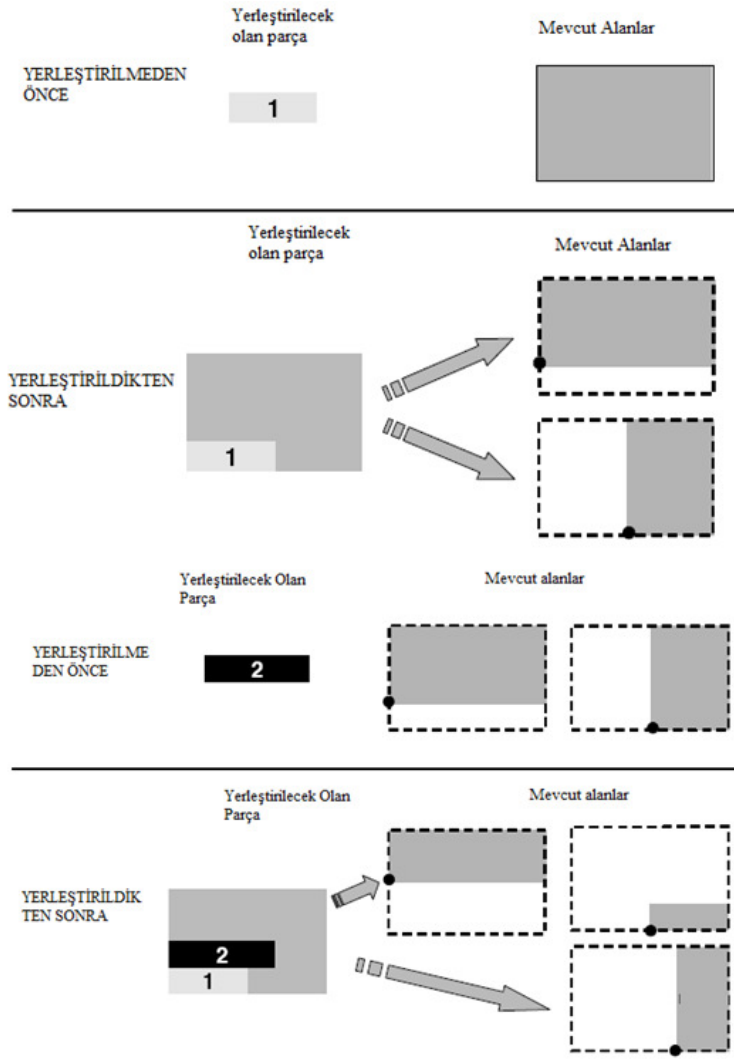 Yerleştirilecek
olan parça
Mevcut Alanlar
YERLEŞTİRİLMEDEN
ÖNCE
1
Yerleştirilecek
olan parça
Mevcut Alanlar
YERLEŞTİRİLDİKTEN
SONRA
1
Yerleştirilecek Olan
Parça
Mevcut alanlar
YERLEŞTİRİLME
DEN ÖNCE
2
Yerleştirilecek Olan
Parça
Mevcut alanlar
YERLEŞTİRİLDİK
TEN SONRA
2
1